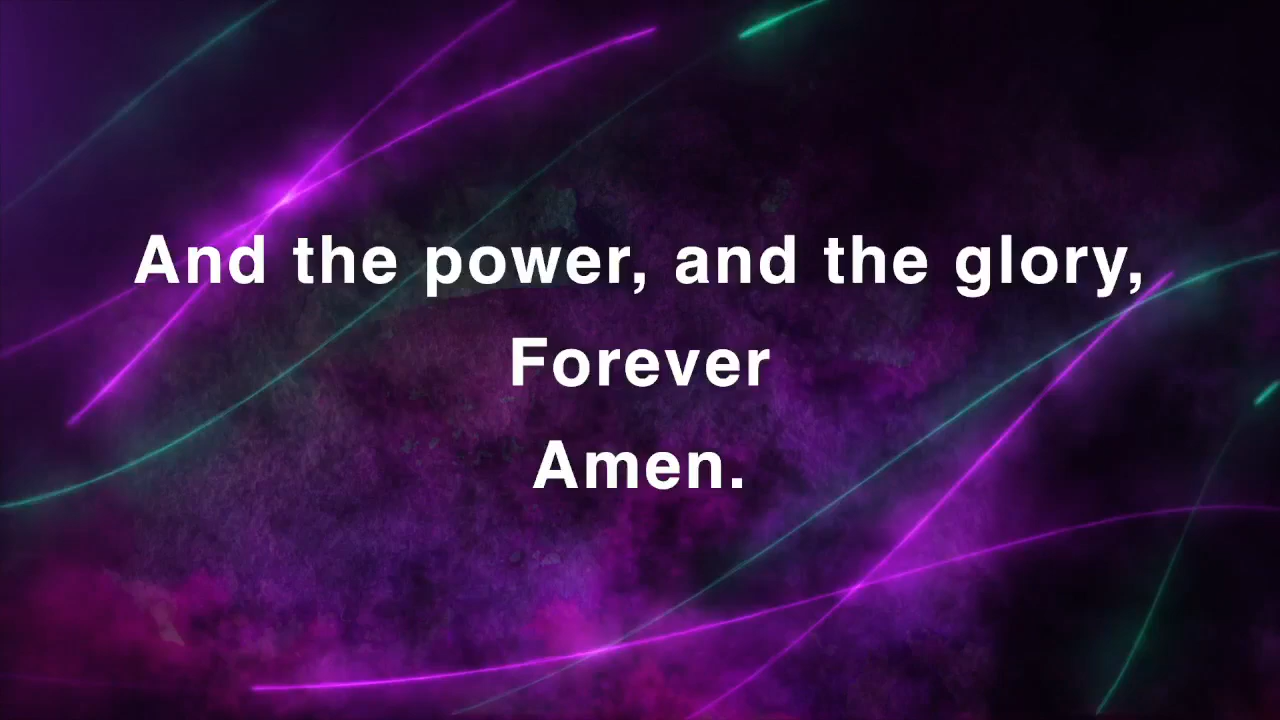 And the power, and the glory,
Forever
Amen.